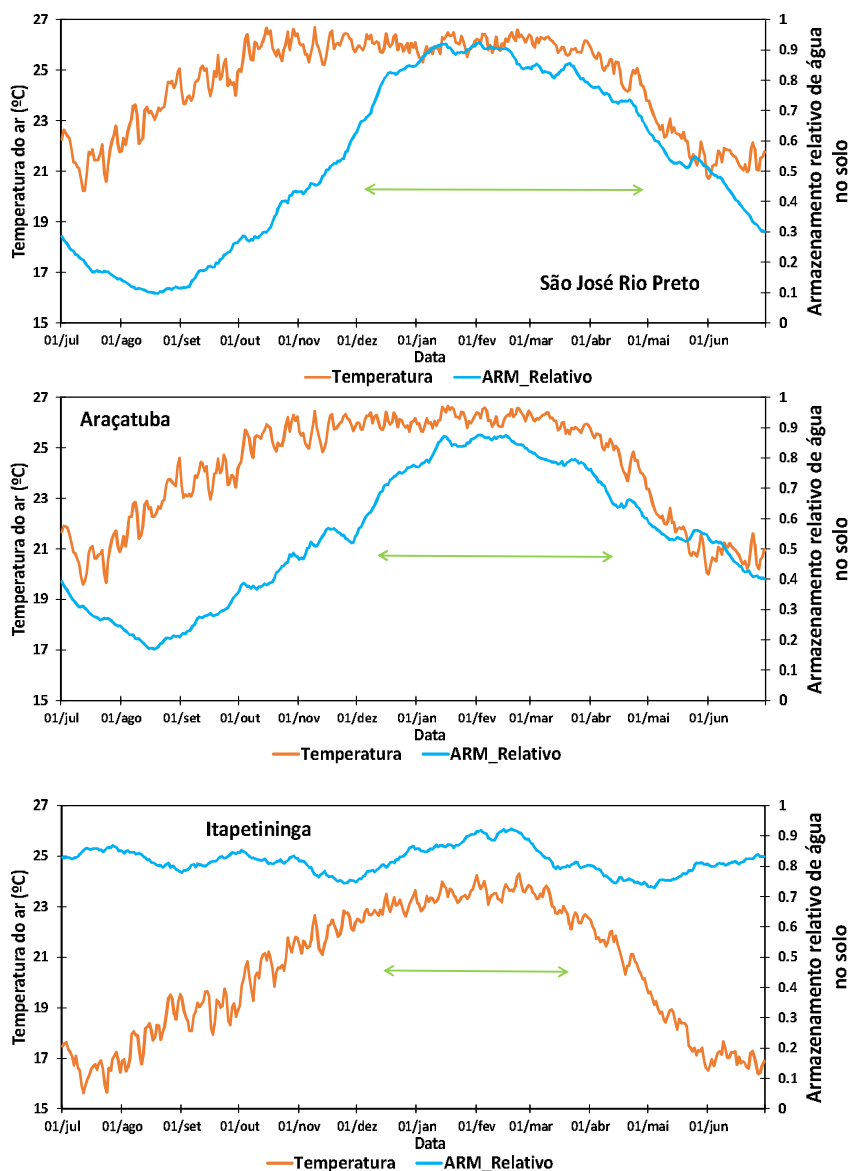 Temperatura do ar (ºC)
27
25
23
21
19
17
15
1
0.9
0.8
0.7
0.6
0.5
0.4
0.3
0.2
0.1
0
Armazenamento relativo de água
no solo
São José Rio Preto
01/jul 01/ago 01/set 01/out 01/nov 01/dez 01/jan 01/fev 01/mar 01/abr 01/mai 01/jun
Data
Temperatura ARM_Relativo
Temperatura do ar (ºC)
27
25
23
21
19
17
15
1
0.9
0.8
0.7
0.6
0.5
0.4
0.3
0.2
0.1
0
Armazenamento relativo de água
no solo
Araçatuba
01/jul 01/ago 01/set 01/out 01/nov 01/dez 01/jan 01/fev 01/mar 01/abr 01/mai 01/jun
Data
Temperatura ARM_Relativo
Temperatura do ar (ºC)
27
25
23
21
19
17
15
1
0.9
0.8
0.7
0.6
0.5
0.4
0.3
0.2
0.1
0
Armazenamento relativo de água
no solo
Itapetininga
01/jul 01/ago 01/set 01/out 01/nov 01/dez 01/jan 01/fev 01/mar 01/abr 01/mai 01/jun
Data
Temperatura ARM_Relativo